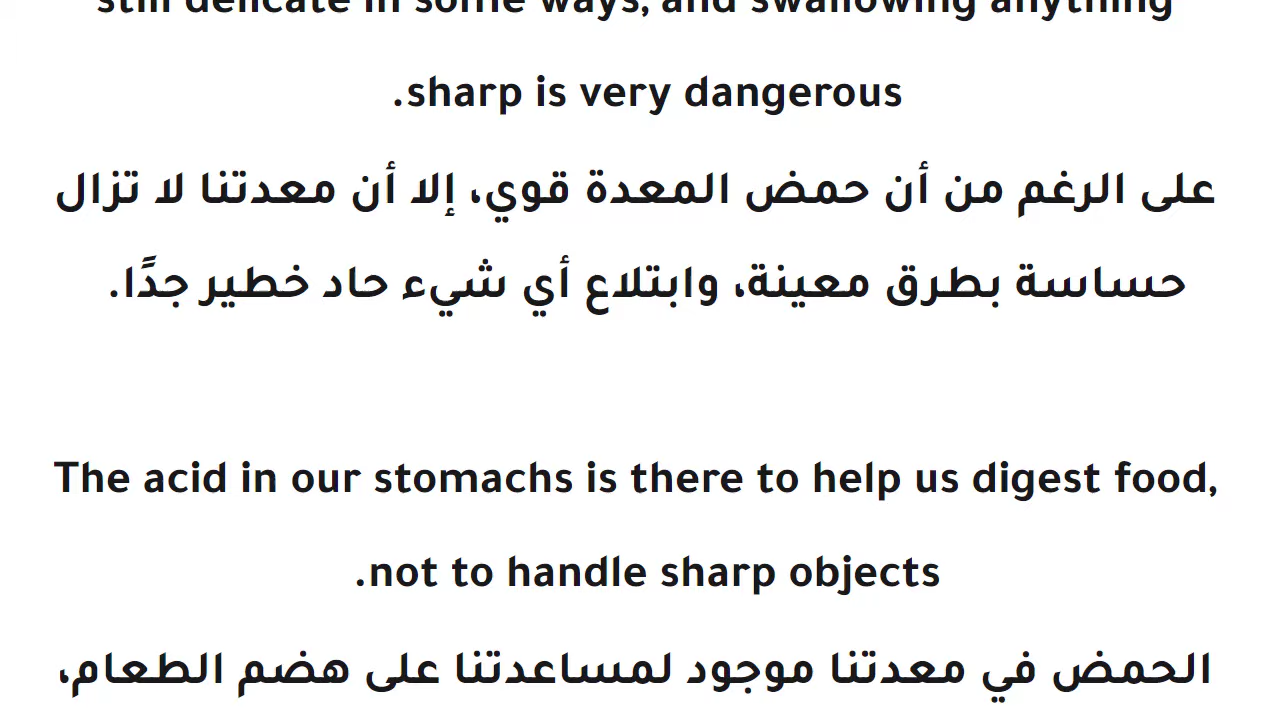 still delicate in some ways, and swallowing anything
.sharp is very dangerous
على الرغم من أن حمض المعدة قوي، إلا أن معدتنا لا تزال
حساسة بطرق معينة، وابتلاع أي شيء حاد خطير جدًا.
The acid in our stomachs is there to help us digest food,
.not to handle sharp objects
الحمض في معدتنا موجود لمساعدتنا على هضم الطعام،